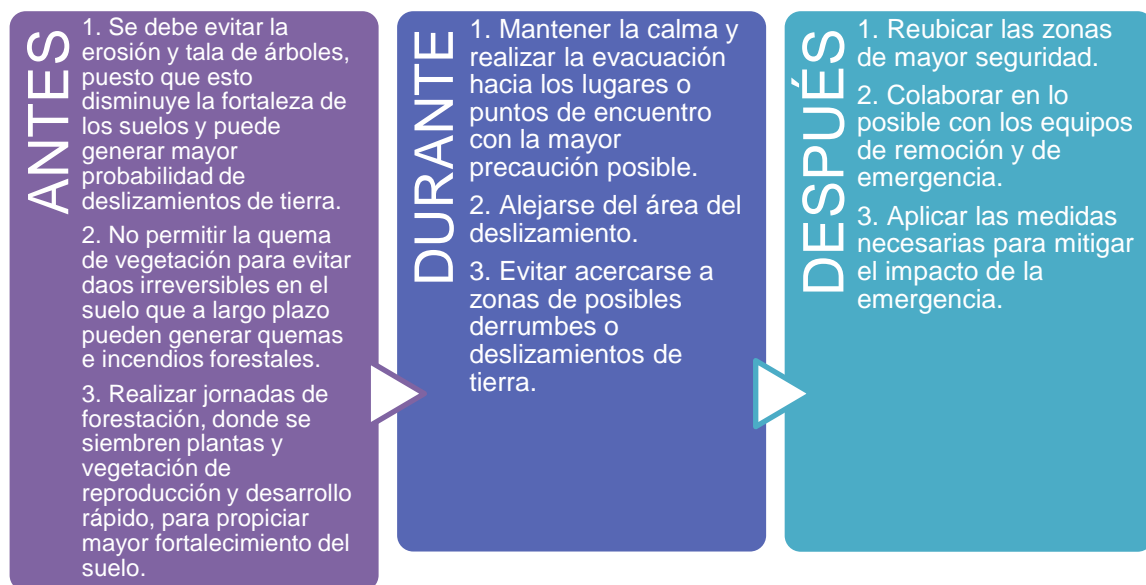 ANTES
1. Se debe evitar la
erosión y tala de árboles,
puesto que esto
disminuye la fortaleza de
los suelos y puede
generar mayor
probabilidad de
deslizamientos de tierra.
2. No permitir la quema
de vegetación para evitar
daos irreversibles en el
suelo que a largo plazo
pueden generar quemas
e incendios forestales.
3. Realizar jornadas de
forestación, donde se
siembren plantas y
vegetación de
reproducción y desarrollo
rápido, para propiciar
mayor fortalecimiento del
suelo.
DURANTE
1. Mantener la calma y
realizar la evacuación
hacia los lugares o
puntos de encuentro
con la mayor
precaución posible.
2. Alejarse del área del
deslizamiento.
3. Evitar acercarse a
zonas de posibles
derrumbes o
deslizamientos de
tierra.
DESPUÉS
1. Reubicar las zonas
de mayor seguridad.
2. Colaborar en lo
posible con los equipos
de remoción y de
emergencia.
3. Aplicar las medidas
necesarias para mitigar
el impacto de la
emergencia.